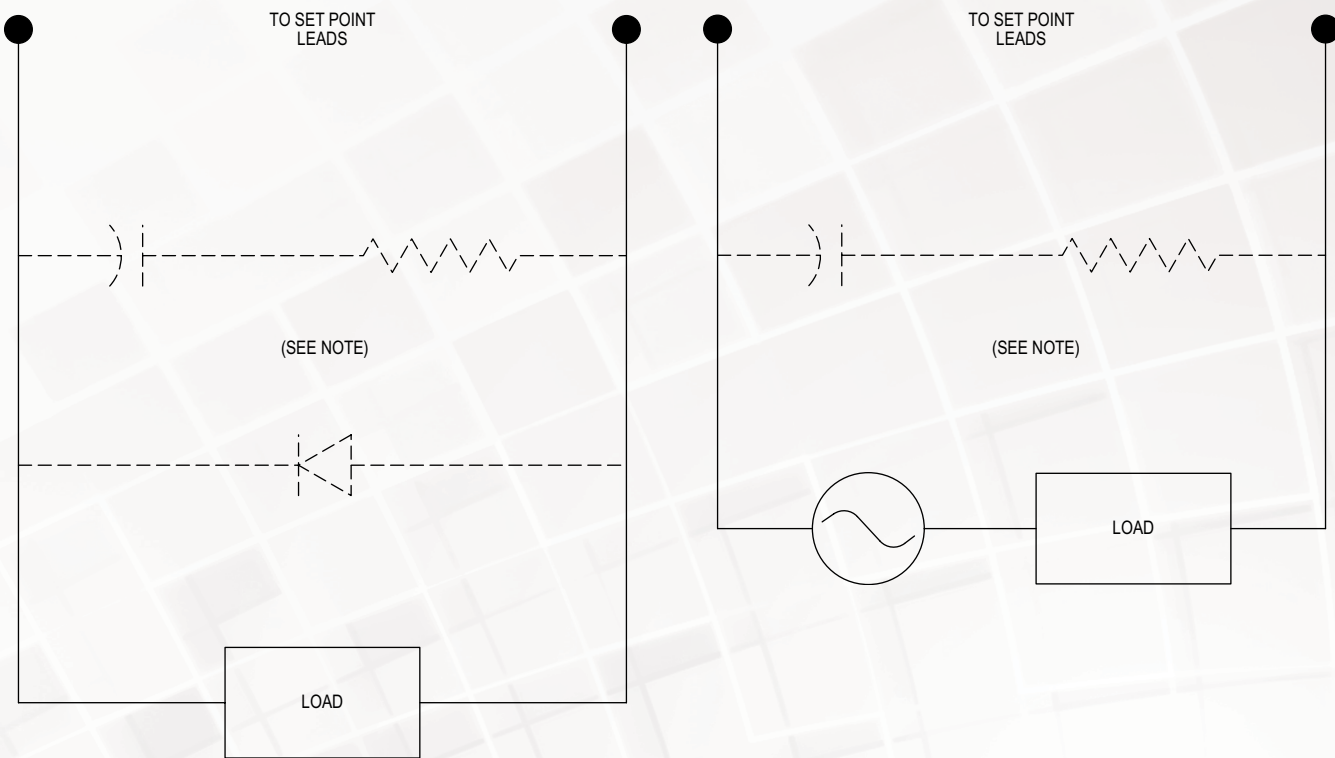 TO SET POINT
LEADS
(SEE NOTE)
LOAD
TO SET POINT
LEADS
(SEE NOTE)
LOAD